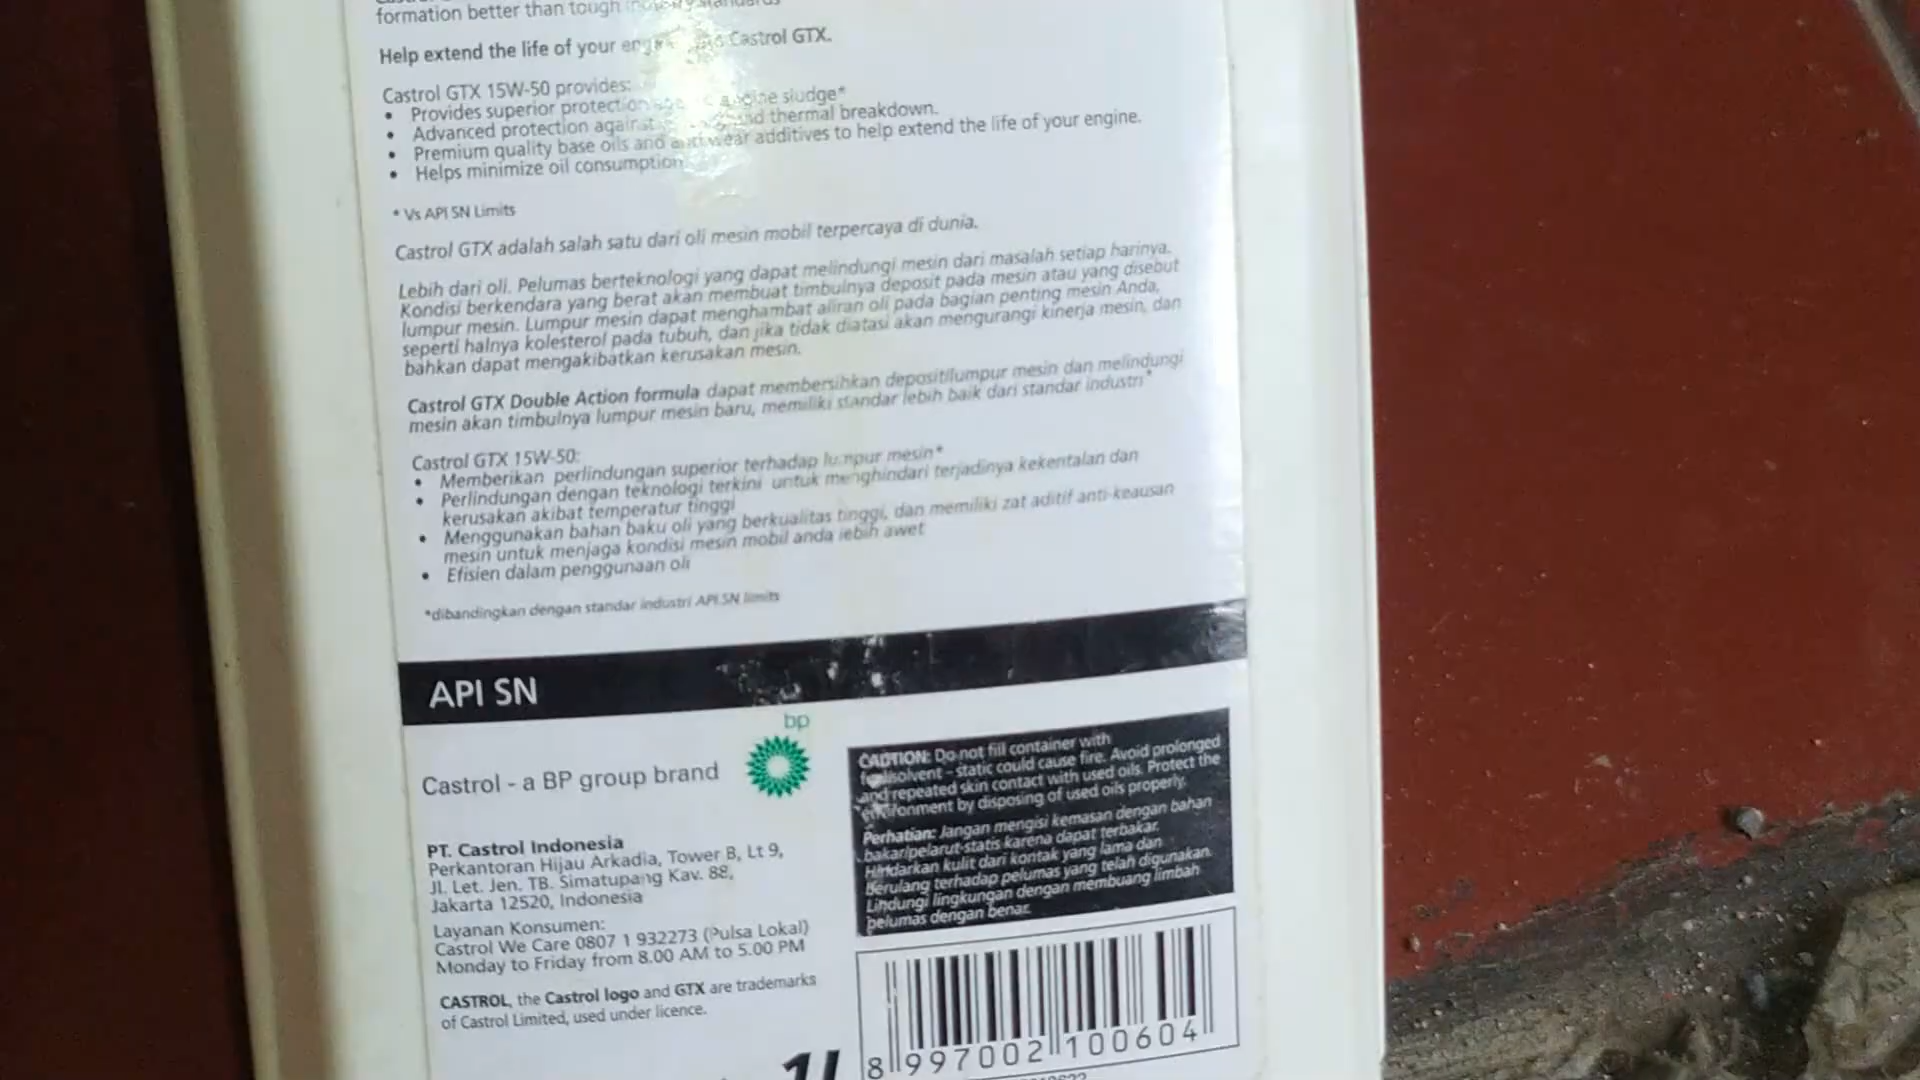 formation better than tough
Help extend the life of your Castrol GTX.
Castrol GTX 15W-50 provides:
• Provides superior protection engine sludge*
• Advanced protection against and thermal breakdown.
• Premium quality base oils and anti-wear additives to help extend the life of your engine.
• Helps minimize oil consumption.
* Vs API SN Limits
Castrol GTX adalah salah satu dari oli mesin mobil terpercaya di dunia.
Lebih dari oli. Pelumas berteknologi yang dapat melindungi mesin dari masalah setiap harinya.
Kondisi berkendara yang berat akan membuat timbulnya deposit pada mesin atau yang disebut
lumpur mesin. Lumpur mesin dapat menghambat aliran oli pada bagian penting mesin Anda,
seperti halnya kolesterol pada tubuh, dan jika tidak diatasi akan mengurangi kinerja mesin, dan
bahkan dapat mengakibatkan kerusakan mesin.
Castrol GTX Double Action formula dapat membersihkan deposit/lumpur mesin dan melindungi
mesin akan timbulnya lumpur mesin baru, memiliki standar lebih baik dari standar industri*
Castrol GTX 15W-50:
• Memberikan perlindungan superior terhadap lumpur mesin*
• Perlindungan dengan teknologi terkini untuk menghindari terjadinya kekentalan dan
kerusakan akibat temperatur tinggi
• Menggunakan bahan baku oli yang berkualitas tinggi, dan memiliki zat aditif anti-keausan
mesin untuk menjaga kondisi mesin mobil anda lebih awet
• Efisien dalam penggunaan oli
*dibandingkan dengan standar industri API SN limits
API SN
bp
Castrol - a BP group brand
PT. Castrol Indonesia
Perkantoran Hijau Arkadia, Tower B, Lt 9,
Jl. Let. Jen. TB. Simatupang Kav. 88,
Jakarta 12520, Indonesia
Layanan Konsumen:
Castrol We Care 0807 1 932273 (Pulsa Lokal)
Monday to Friday from 8.00 AM to 5.00 PM
CASTROL, the Castrol logo and GTX are trademarks
of Castrol Limited, used under licence.
CAUTION: Do not fill container with
fuel/solvent - static could cause fire. Avoid prolonged
and repeated skin contact with used oils. Protect the
environment by disposing of used oils properly.
Perhatian: Jangan mengisi kemasan dengan bahan
bakar/pelarut-statis karena dapat terbakar.
Hindarkan kulit dari kontak yang lama dan
Berulang terhadap pelumas yang telah digunakan.
Lindungi lingkungan dengan membuang limbah
pelumas dengan benar.
1L
8 997002 100604